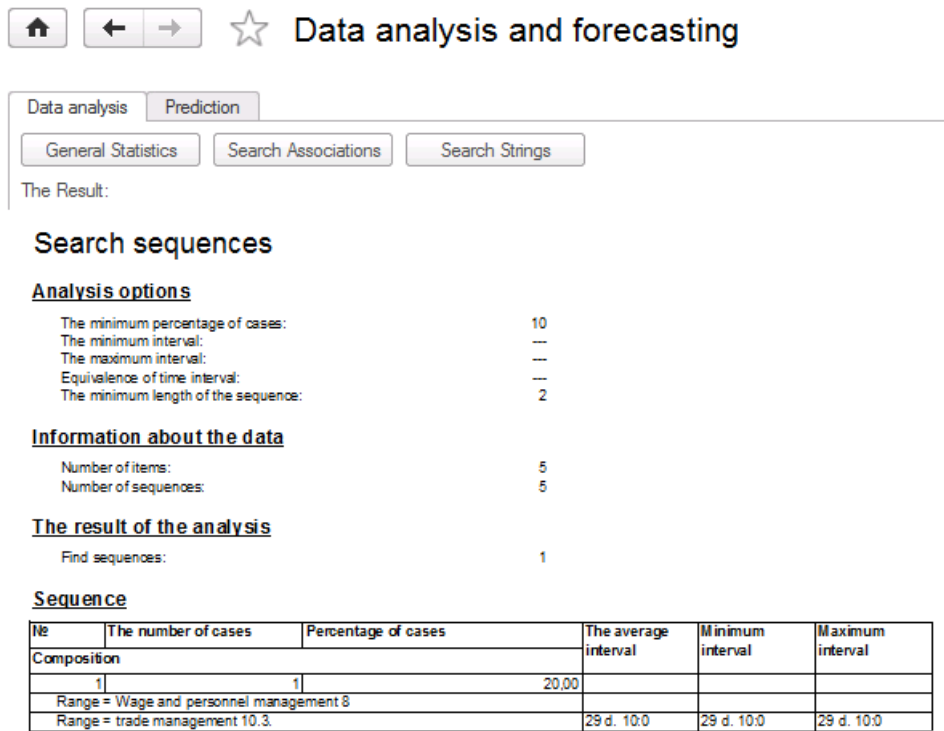 Data analysis and forecasting
Data analysis Prediction
General Statistics Search Associations Search Strings
The Result:
Search sequences
Analysis options
The minimum percentage of cases: 10
The minimum interval: ---
The maximum interval: ---
Equivalence of time interval: ---
The minimum length of the sequence: 2
Information about the data
Number of items: 5
Number of sequences: 5
The result of the analysis
Find sequences: 1
Sequence
№ The number of cases Percentage of cases The average interval Minimum interval Maximum interval
Composition
1 1 20,00
Range = Wage and personnel management 8
Range = trade management 10.3. 29 d. 10:0 29 d. 10:0 29 d. 10:0